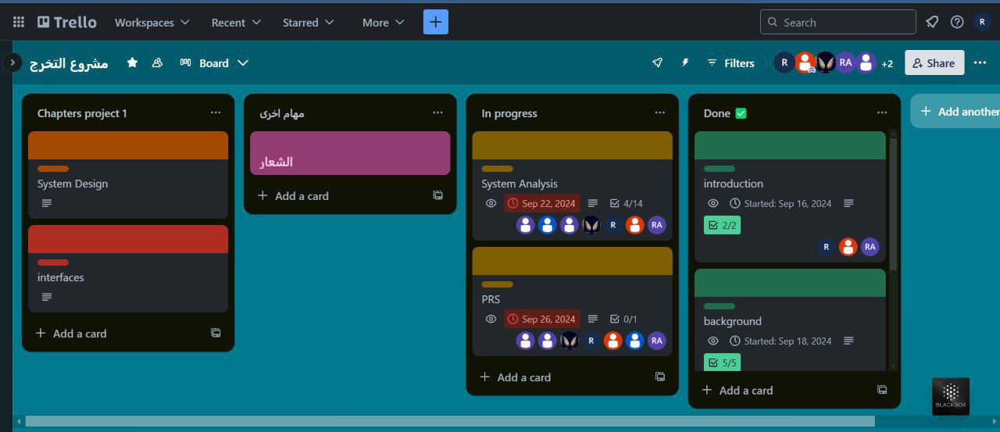 Trello
Workspaces
Recent
Starred
More
Search
R
مشروع التخرج
Board
Filters
R
RA
+2
Share
Chapters project 1
System Design
interfaces
Add a card
مهام اخرى
الشعار
Add a card
In progress
System Analysis
Sep 22, 2024
4/14
R
RA
PRS
Sep 26, 2024
0/1
R
RA
Add a card
Done ✅
introduction
Started: Sep 16, 2024
2/2
R
RA
background
Started: Sep 18, 2024
5/5
Add a card
Add another
BLACKBOX